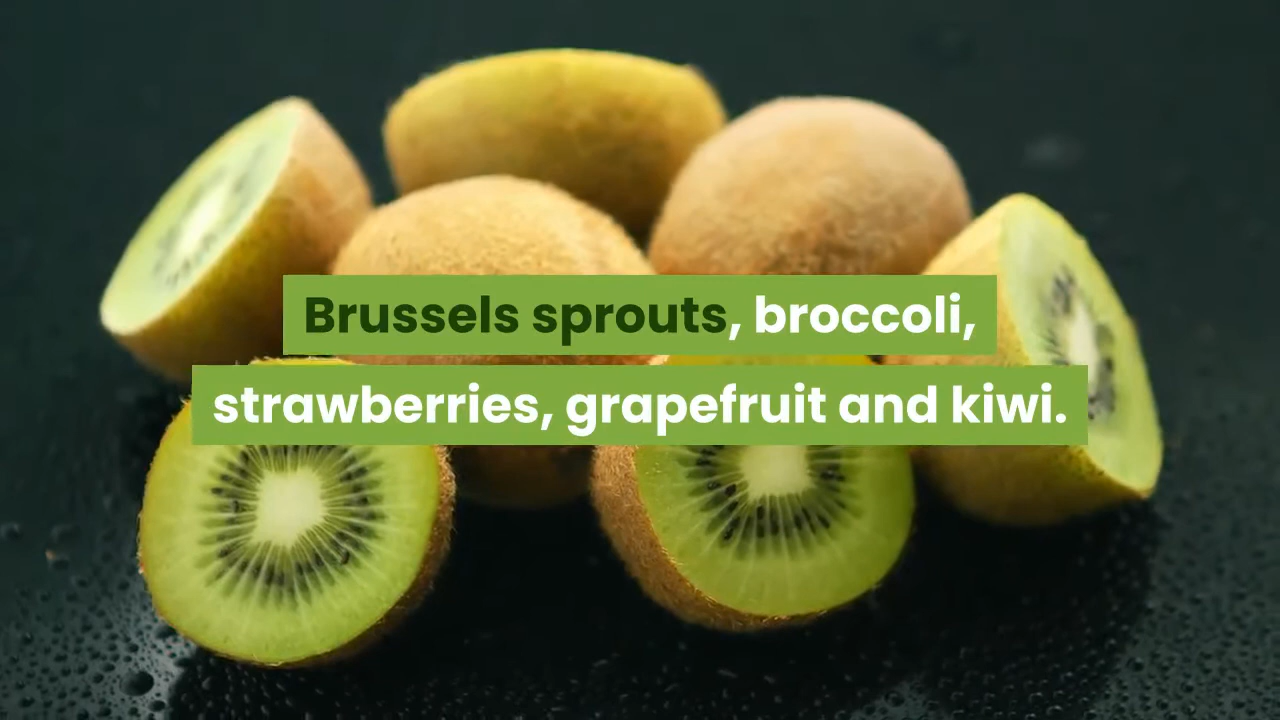 Brussels sprouts, broccoli,
strawberries, grapefruit and kiwi.